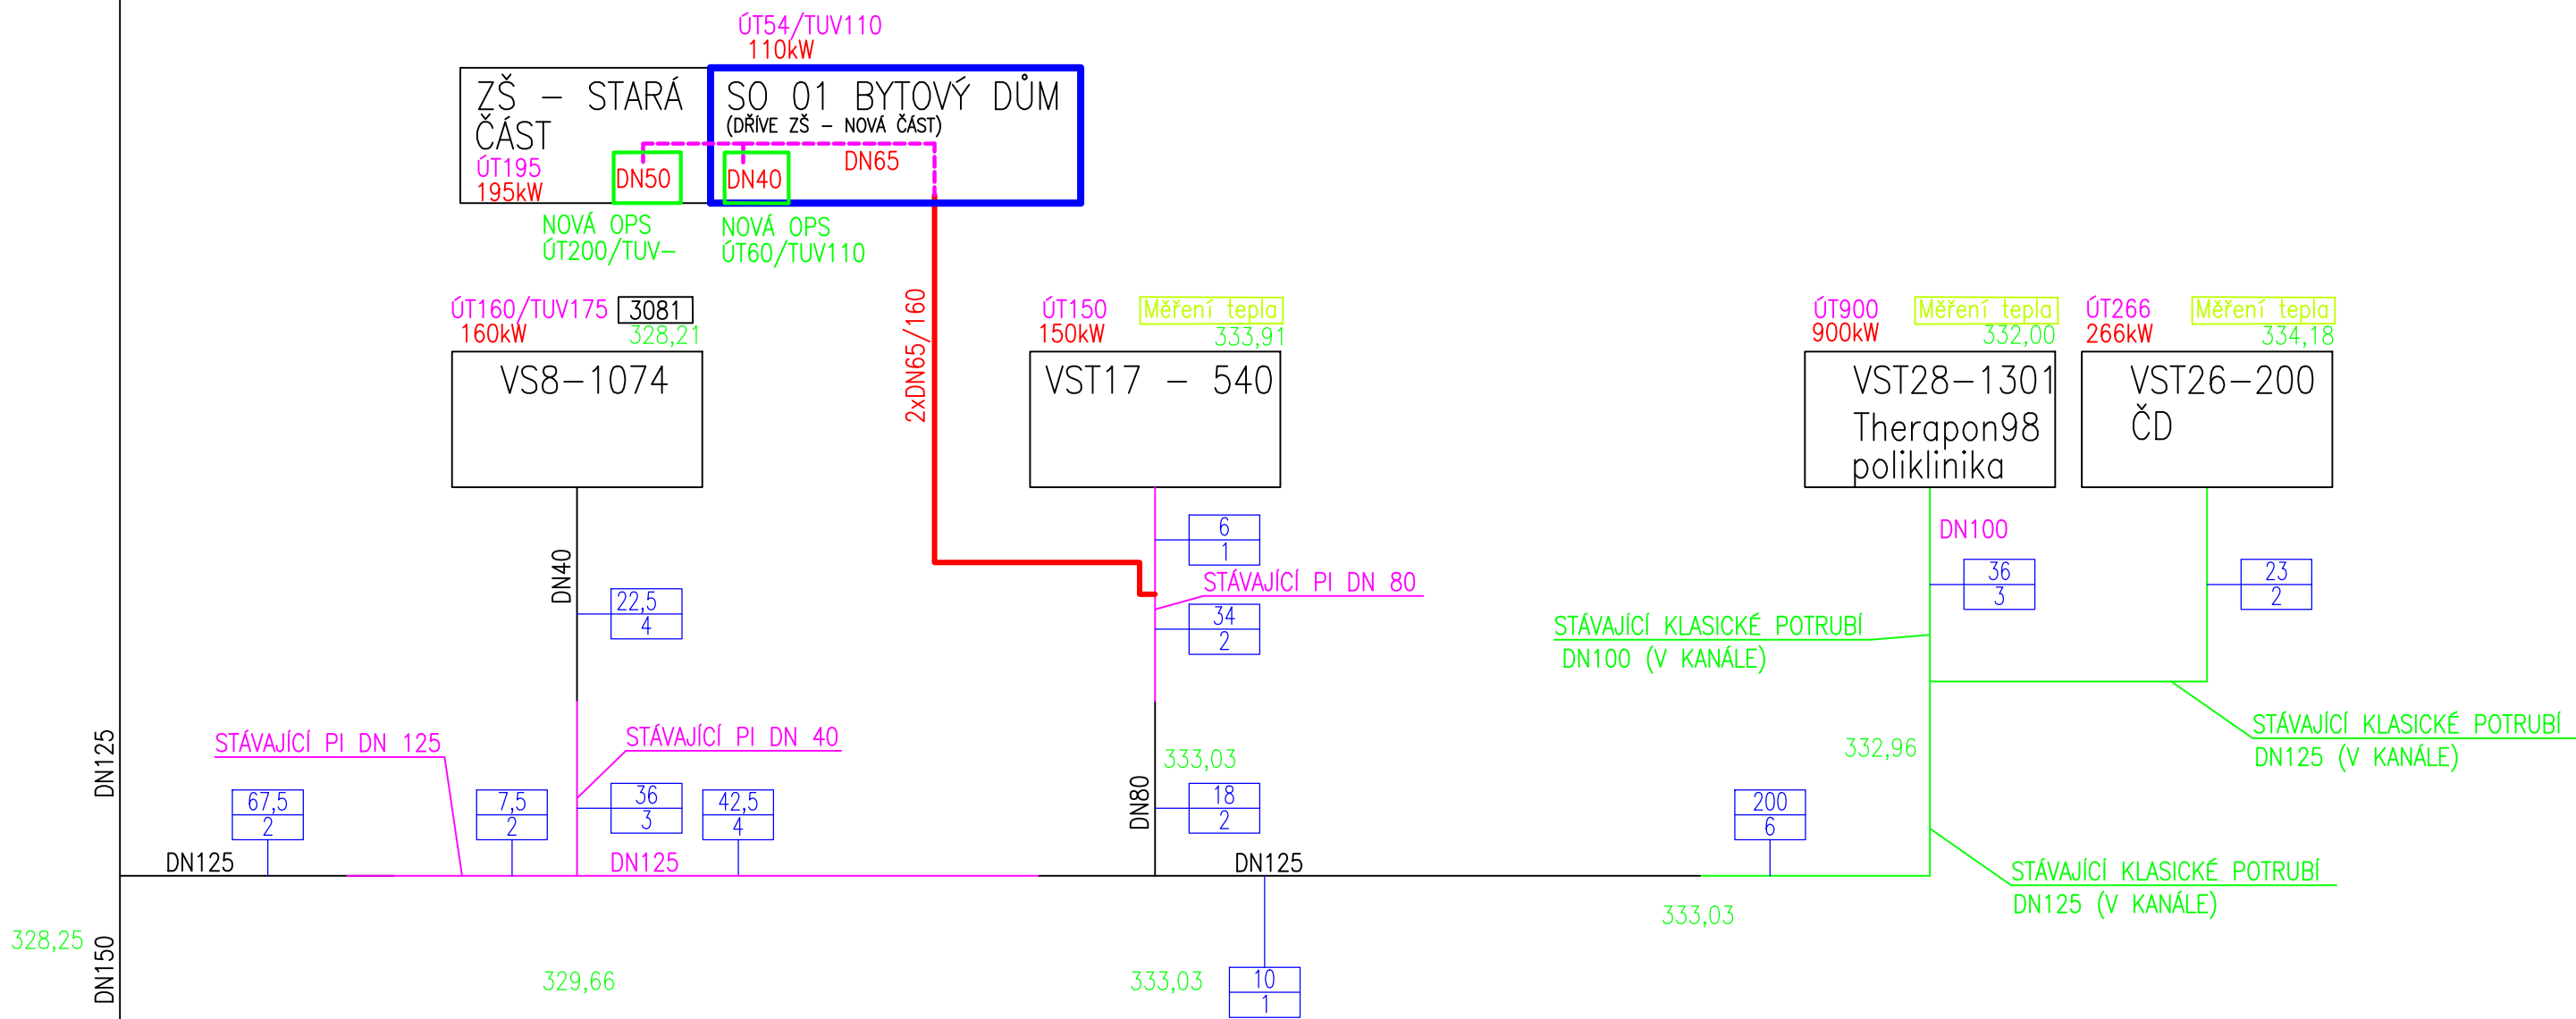 ÚT54/TUV110
110kW
ZŠ – STARÁ
ČÁST
ÚT195
195kW
DN50
SO 01 BYTOVÝ DŮM
(DŘÍVE ZŠ – NOVÁ ČÁST)
DN65
DN40
NOVÁ OPS
ÚT200/TUV–
NOVÁ OPS
ÚT60/TUV110
ÚT160/TUV175
3081
160kW
328,21
VS8–1074
2xDN65/160
ÚT150
Měření tepla
150kW
333,91
VST17 – 540
ÚT900
Měření tepla
900kW
332,00
VST28–1301
Therapon98
poliklinika
ÚT266
Měření tepla
266kW
334,18
VST26–200
ČD
DN40
22,5
4
6
1
STÁVAJÍCÍ PI DN 80
34
2
DN100
36
3
23
2
STÁVAJÍCÍ KLASICKÉ POTRUBÍ
DN100 (V KANÁLE)
STÁVAJÍCÍ KLASICKÉ POTRUBÍ
DN125 (V KANÁLE)
DN125
STÁVAJÍCÍ PI DN 125
STÁVAJÍCÍ PI DN 40
333,03
332,96
67,5
2
7,5
2
36
3
42,5
4
DN80
18
2
200
6
DN125
DN125
DN125
STÁVAJÍCÍ KLASICKÉ POTRUBÍ
DN125 (V KANÁLE)
328,25
DN150
333,03
329,66
333,03
10
1